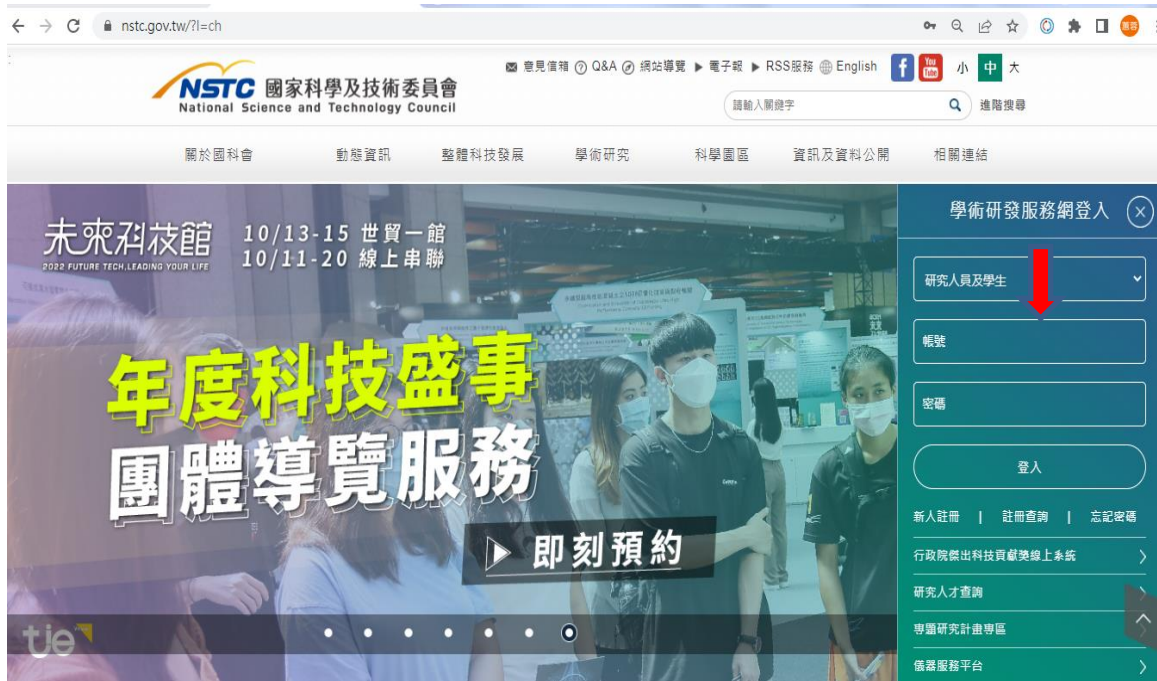 nstc.gov.tw/?l=ch
意見信箱 Q&A 網站導覽 ▶ 電子報 ▶ RSS服務 English f You Tube 小 中 大
NSTC 國家科學及技術委員會
National Science and Technology Council
請輸入關鍵字 進階搜尋
關於國科會 動態資訊 整體科技發展 學術研究 科學園區 資訊及資料公開 相關連結
未來科技館 10/13-15 世貿一館
2022 FUTURE TECH,LEADING YOUR LIFE 10/11-20 線上串聯
年度科技盛事
團體導覽服務
▶ 即刻預約
tie
學術研發服務網登入
研究人員及學生
帳號
密碼
登入
新人註冊 | 註冊查詢 | 忘記密碼
行政院傑出科技貢獻獎線上系統
研究人才查詢
專題研究計畫專區
儀器服務平台